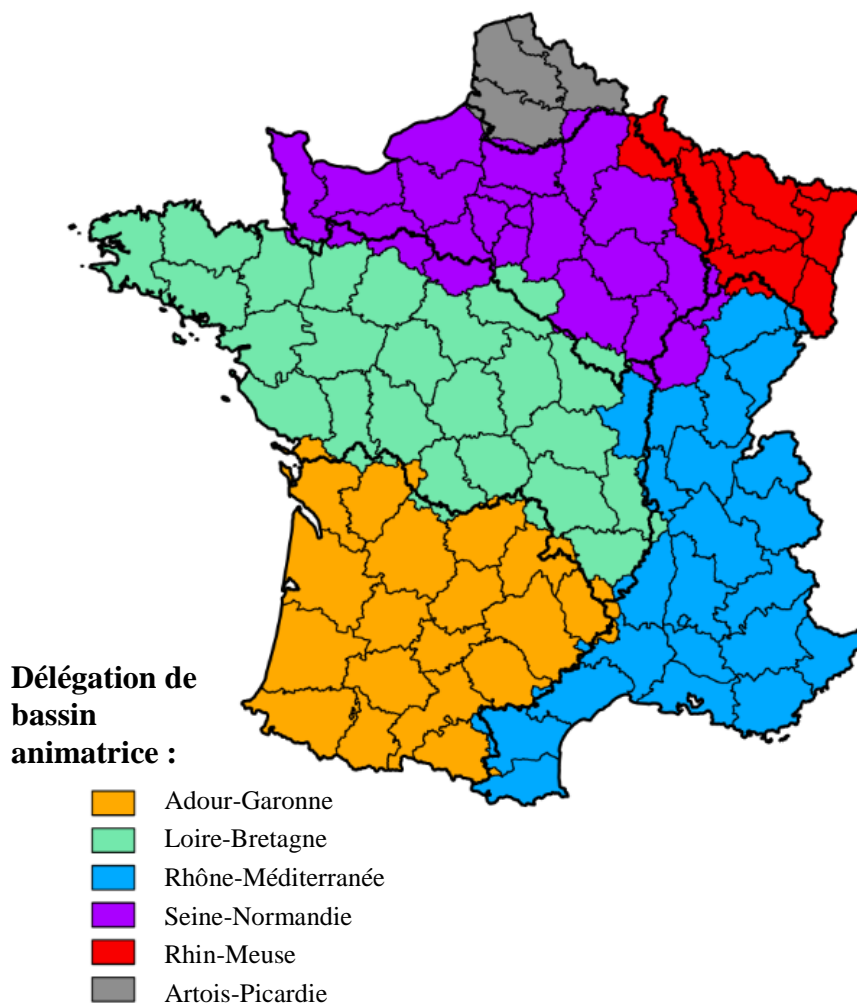 Délégation de
bassin
animatrice :
Adour-Garonne
Loire-Bretagne
Rhône-Méditerranée
Seine-Normandie
Rhin-Meuse
Artois-Picardie